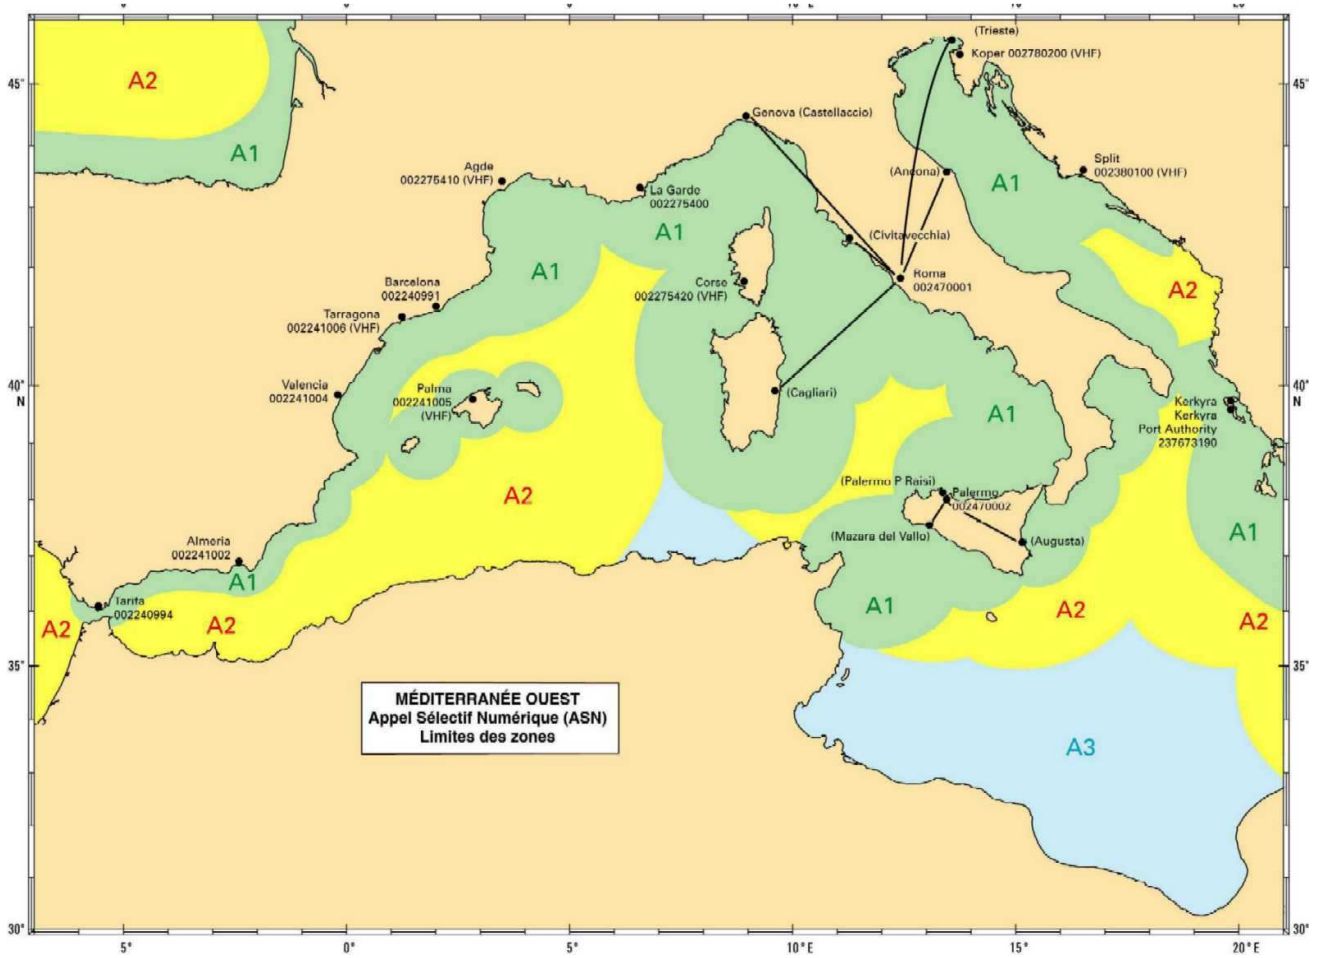 10°E
20°
(Trieste)
Koper 002780200 (VHF)
A2
45°
45°
Genova (Castellaccio)
A1
Agde
002275410 (VHF)
La Garde
002275400
(Ancona)
Split
002380100 (VHF)
A1
A1
(Civitavecchia)
A1
Barcelona
002240991
Corse
002275420 (VHF)
Roma
002470001
A2
Tarragona
002241006 (VHF)
Valencia
002241004
Palma
002241005
(VHF)
(Cagliari)
40°
N
40°
N
A1
Kerkyra
Kerkyra
Port Authority
237673190
A2
(Palermo P Raisi)
Palermo
002470002
(Mazara del Vallo)
(Augusta)
A1
Almeria
002241002
A1
Tarifa
002240994
A1
A2
A2
A2
A2
35°
35°
MÉDITERRANÉE OUEST
Appel Sélectif Numérique (ASN)
Limites des zones
A3
30°
30°
5°
0°
5°
10°E
15°
20°E